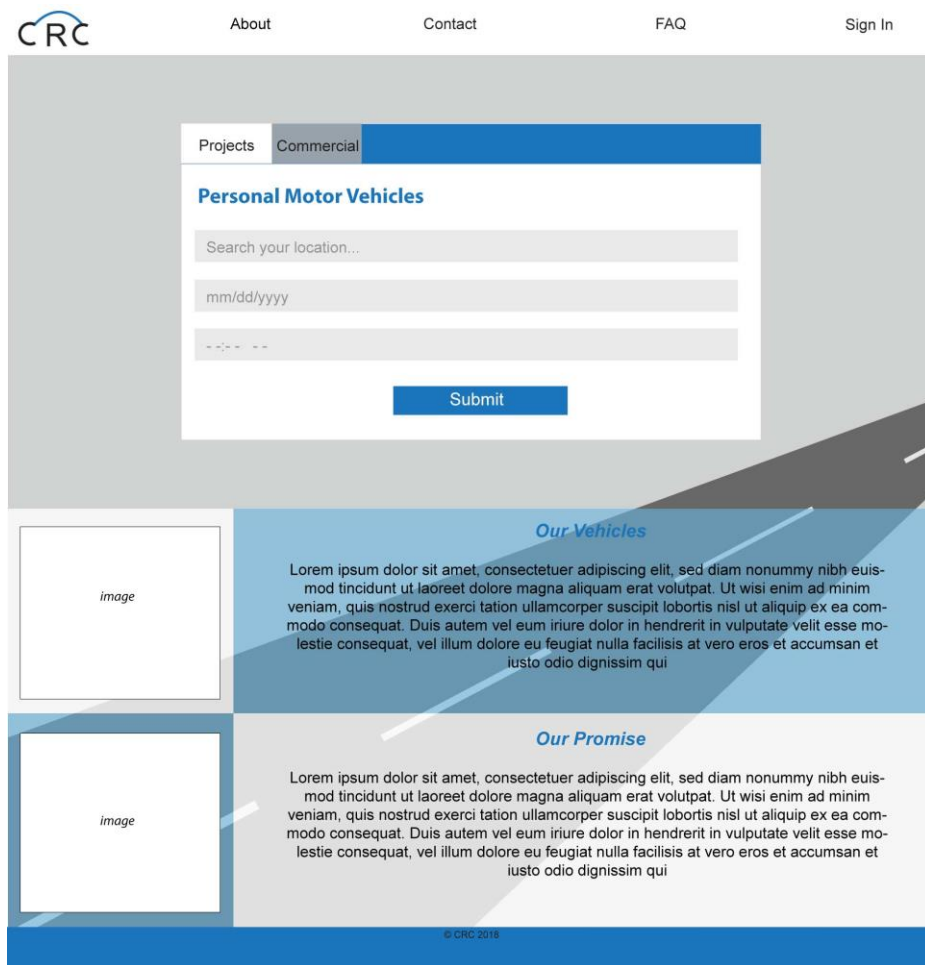 CRC
About
Contact
FAQ
Sign In
Projects
Commercial
Personal Motor Vehicles
Search your location...
mm/dd/yyyy
- -:- -  - -
Submit
Our Vehicles
image
Lorem ipsum dolor sit amet, consectetuer adipiscing elit, sed diam nonummy nibh euis-
mod tincidunt ut laoreet dolore magna aliquam erat volutpat. Ut wisi enim ad minim
veniam, quis nostrud exerci tation ullamcorper suscipit lobortis nisl ut aliquip ex ea com-
modo consequat. Duis autem vel eum iriure dolor in hendrerit in vulputate velit esse mo-
lestie consequat, vel illum dolore eu feugiat nulla facilisis at vero eros et accumsan et
iusto odio dignissim qui
Our Promise
image
Lorem ipsum dolor sit amet, consectetuer adipiscing elit, sed diam nonummy nibh euis-
mod tincidunt ut laoreet dolore magna aliquam erat volutpat. Ut wisi enim ad minim
veniam, quis nostrud exerci tation ullamcorper suscipit lobortis nisl ut aliquip ex ea com-
modo consequat. Duis autem vel eum iriure dolor in hendrerit in vulputate velit esse mo-
lestie consequat, vel illum dolore eu feugiat nulla facilisis at vero eros et accumsan et
iusto odio dignissim qui
© CRC 2018